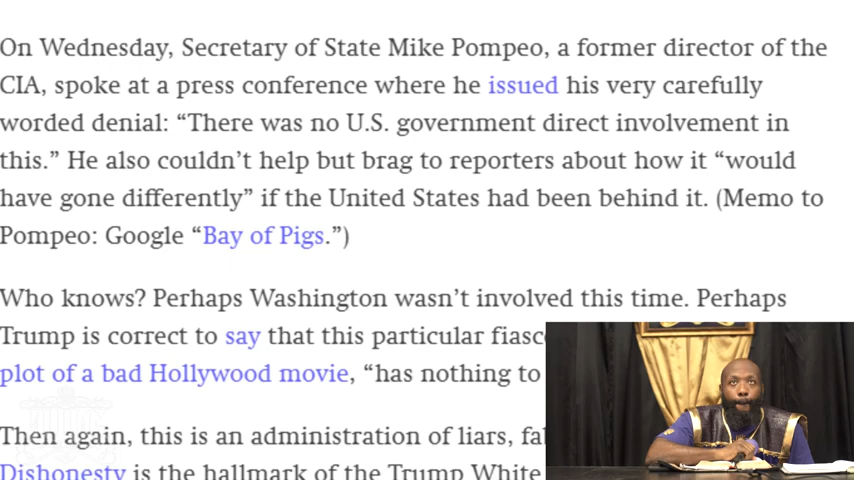 On Wednesday, Secretary of State Mike Pompeo, a former director of the
CIA, spoke at a press conference where he issued his very carefully
worded denial: “There was no U.S. government direct involvement in
this.” He also couldn’t help but brag to reporters about how it “would
have gone differently” if the United States had been behind it. (Memo to
Pompeo: Google “Bay of Pigs.”)
Who knows? Perhaps Washington wasn’t involved this time. Perhaps
Trump is correct to say that this particular fiasc
plot of a bad Hollywood movie, “has nothing to
Then again, this is an administration of liars, fa
Dishonesty is the hallmark of the Trump White